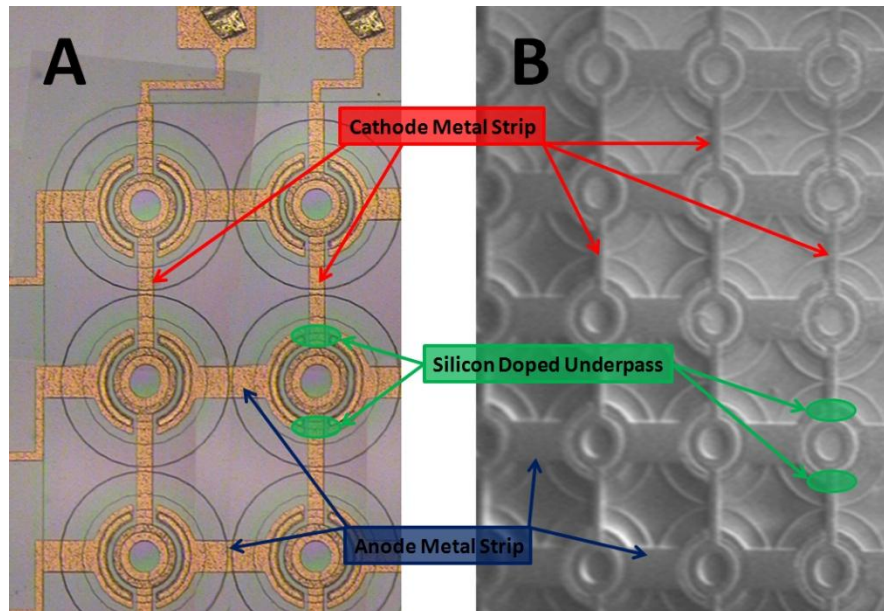 A
B
Cathode Metal Strip
Silicon Doped Underpass
Anode Metal Strip